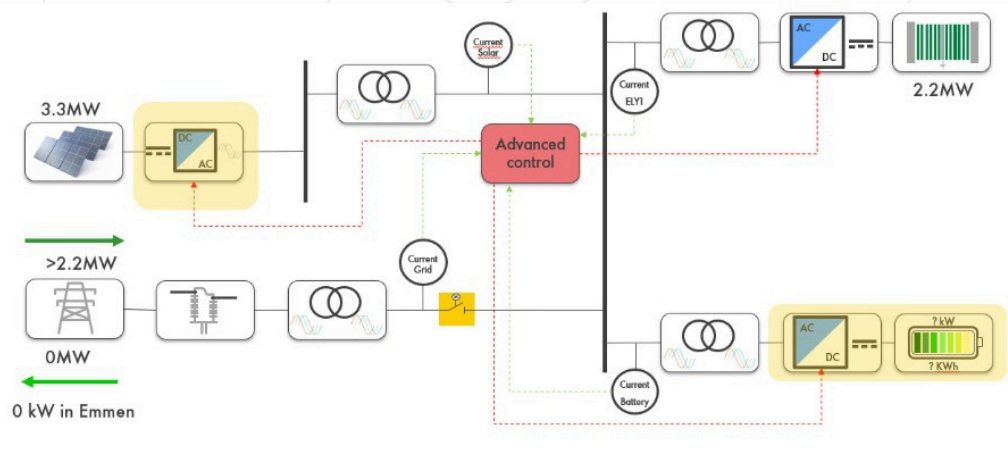 Current
Solar
AC
DC
Current
ELY1
2.2MW
3.3MW
DC
AC
Advanced
control
>2.2MW
Current
Grid
0MW
0 kW in Emmen
AC
DC
? kW
? KWh
Current
Battery